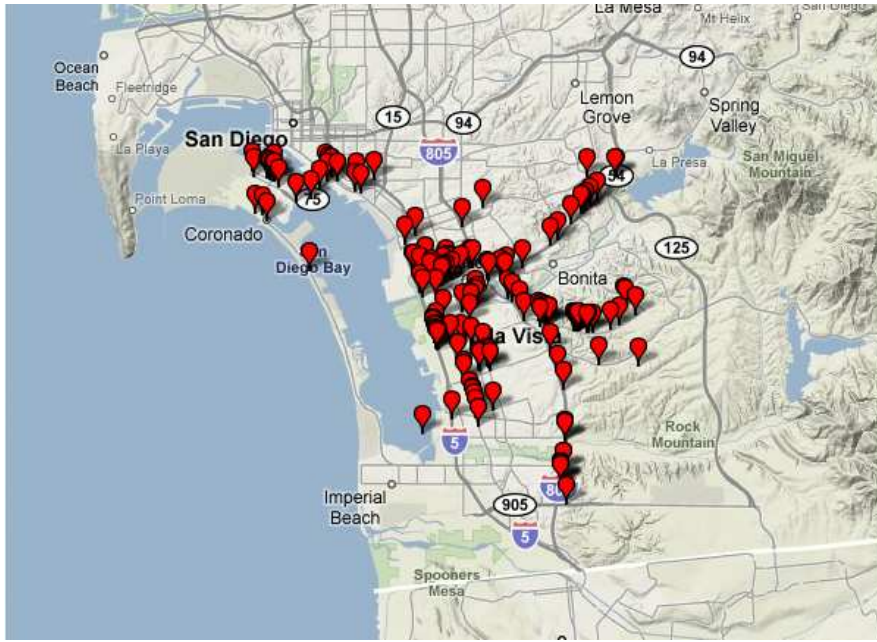 La Mesa
Mt Helix
San Diego
Ocean
Beach
Fleetridge
94
Lemon
Grove
Spring
Valley
15
94
San Diego
805
La Playa
La Presa
San Miguel
Mountain
54
Point Loma
75
Coronado
125
Diego Bay
Bonita
Vista
Rock
Mountain
5
Imperial
Beach
905
5
Spooners
Mesa